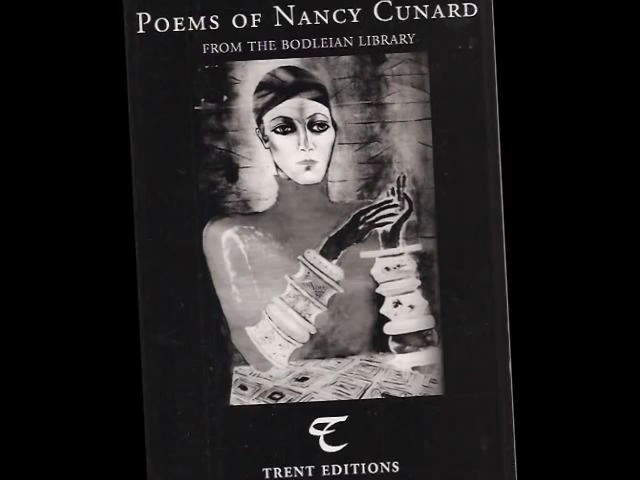 POEMS OF NANCY CUNARD
FROM THE BODLEIAN LIBRARY
TRENT EDITIONS